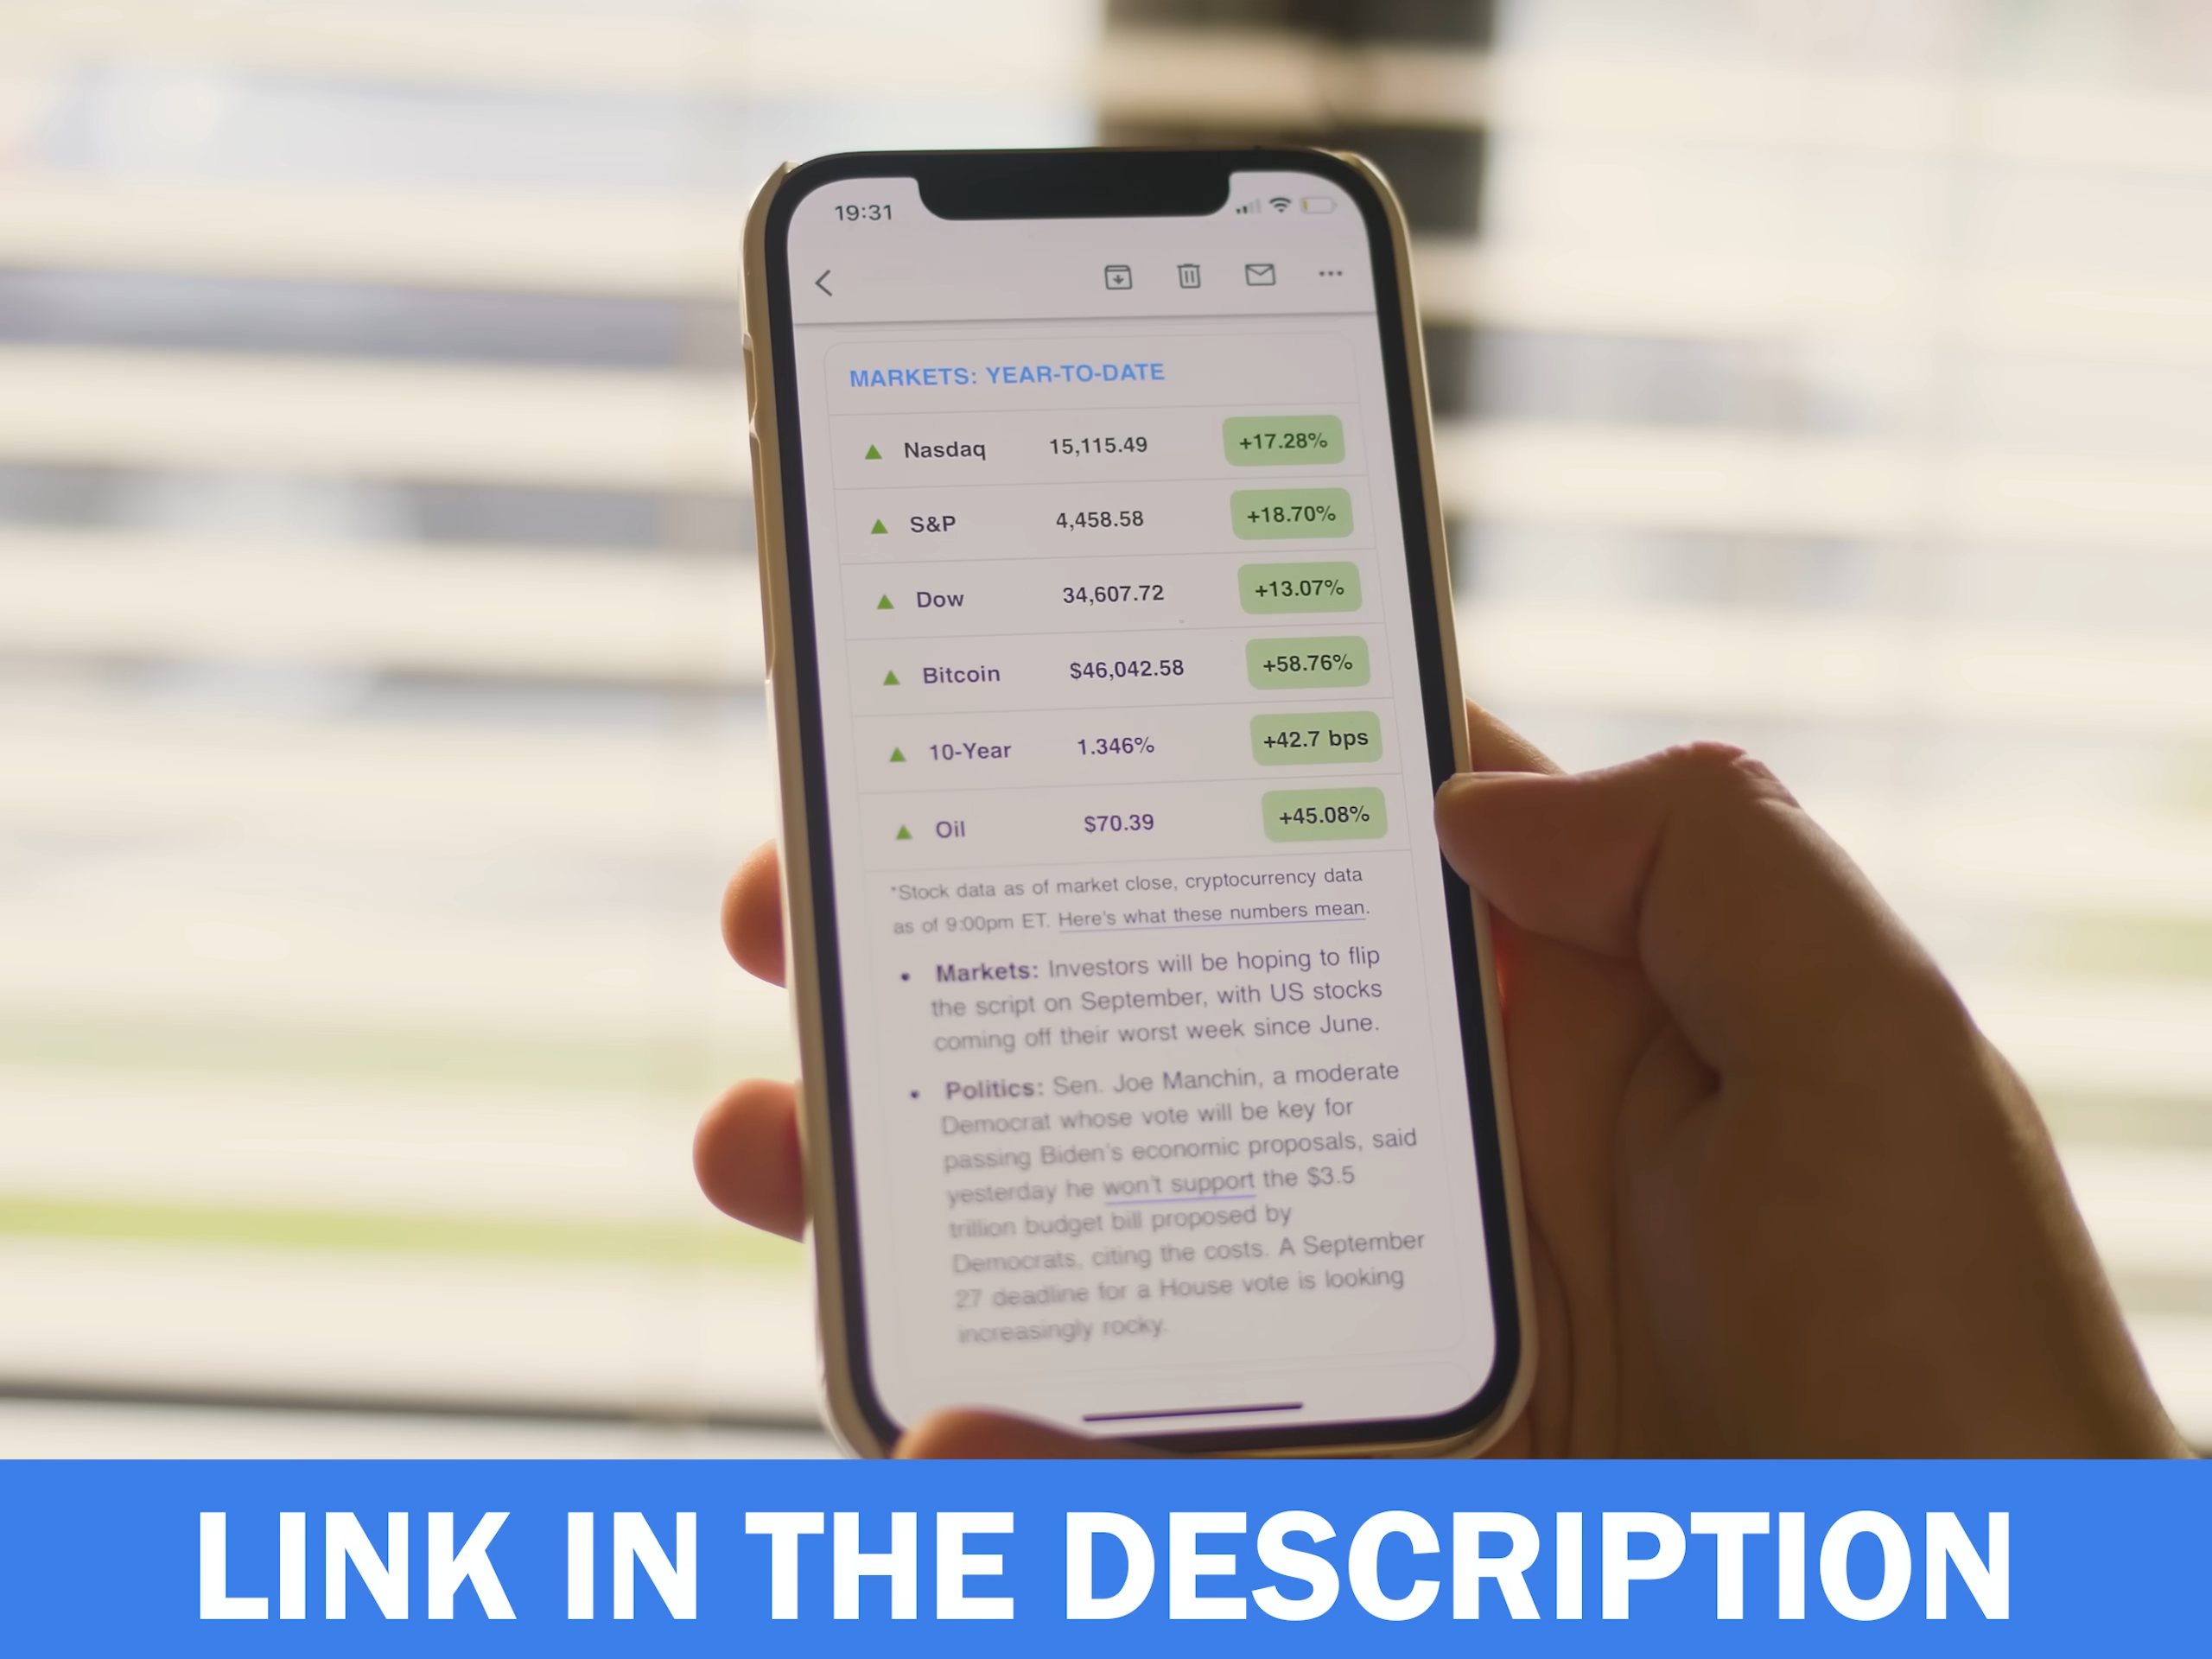 19:31
MARKETS: YEAR-TO-DATE
Nasdaq 15,115.49 +17.28%
S&P 4,458.58 +18.70%
Dow 34,607.72 +13.07%
Bitcoin $46,042.58 +58.76%
10-Year 1.346% +42.7 bps
Oil $70.39 +45.08%
*Stock data as of market close, cryptocurrency data
as of 9:00pm ET. Here's what these numbers mean.
• Markets: Investors will be hoping to flip
the script on September, with US stocks
coming off their worst week since June.
• Politics: Sen. Joe Manchin, a moderate
Democrat whose vote will be key for
passing Biden's economic proposals, said
yesterday he won't support the $3.5
trillion budget bill proposed by
Democrats, citing the costs. A September
27 deadline for a House vote is looking
increasingly rocky.
LINK IN THE DESCRIPTION